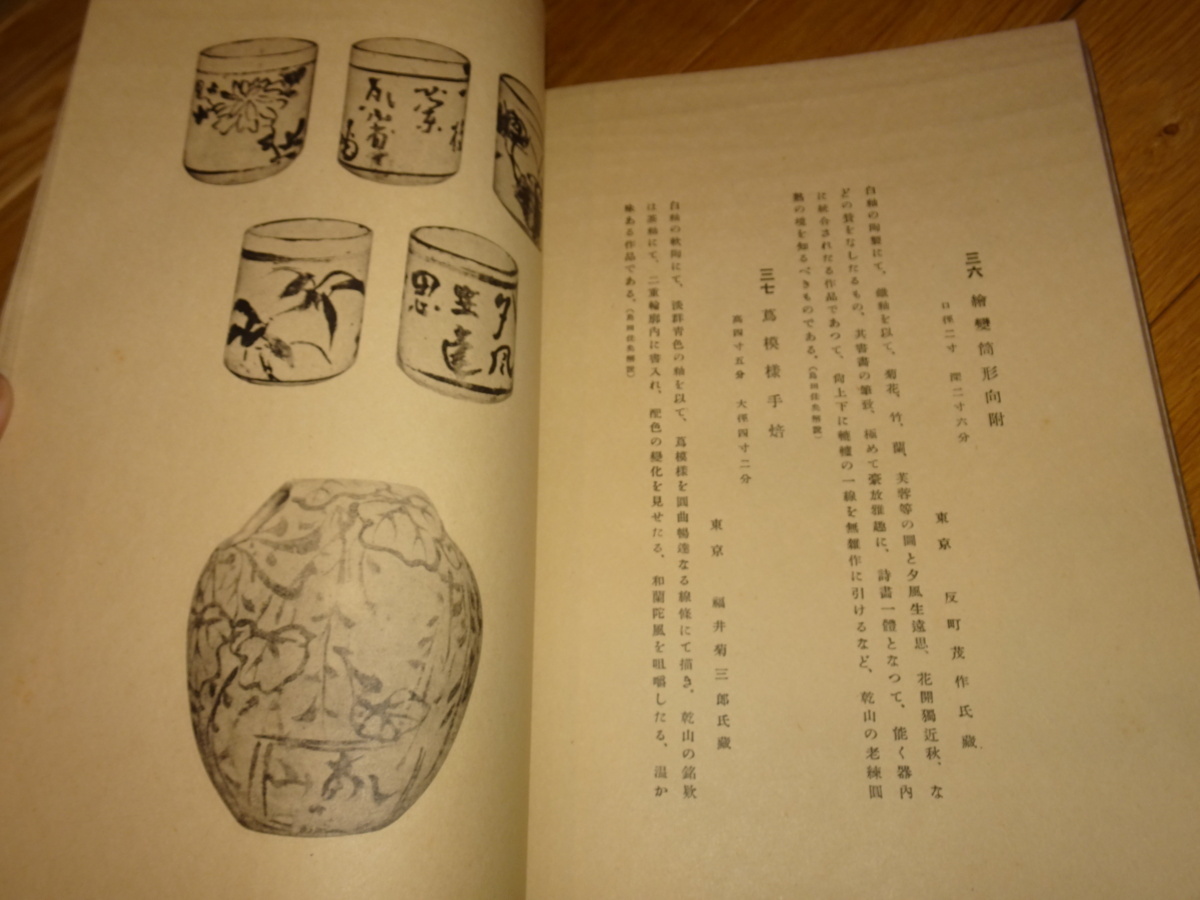 三六　繪變筒形向附
口徑二寸　深二寸六分
東京　反町茂作氏藏
白釉の陶製にて、鐵釉を以て、菊花、竹、蘭、芙蓉等の圖と夕風生遠思、花開獨近秋、な
どの賛をなしたるもの、其書畫の筆致、極めて豪放雅趣に、詩畫一體となつて、能く器内
に統合されたる作品であつて、尙上下に轆轤の一線を無雜作に引けるなど、乾山の老練圓
熟の境を知るべきものである。
三七　蔦模樣手焙
高四寸五分　大徑四寸二分
東京　福井菊三郎氏藏
白釉の軟陶にて、淡群靑色の釉を以て、蔦模樣を圓曲暢達なる線條にて描き、乾山の銘款
は茶釉にて、二重輪廓内に書入れ、配色の變化を見せたる、和蘭陀風を咀嚼したる、温か
味ある作品である。
夕風
生遠
思
乾山